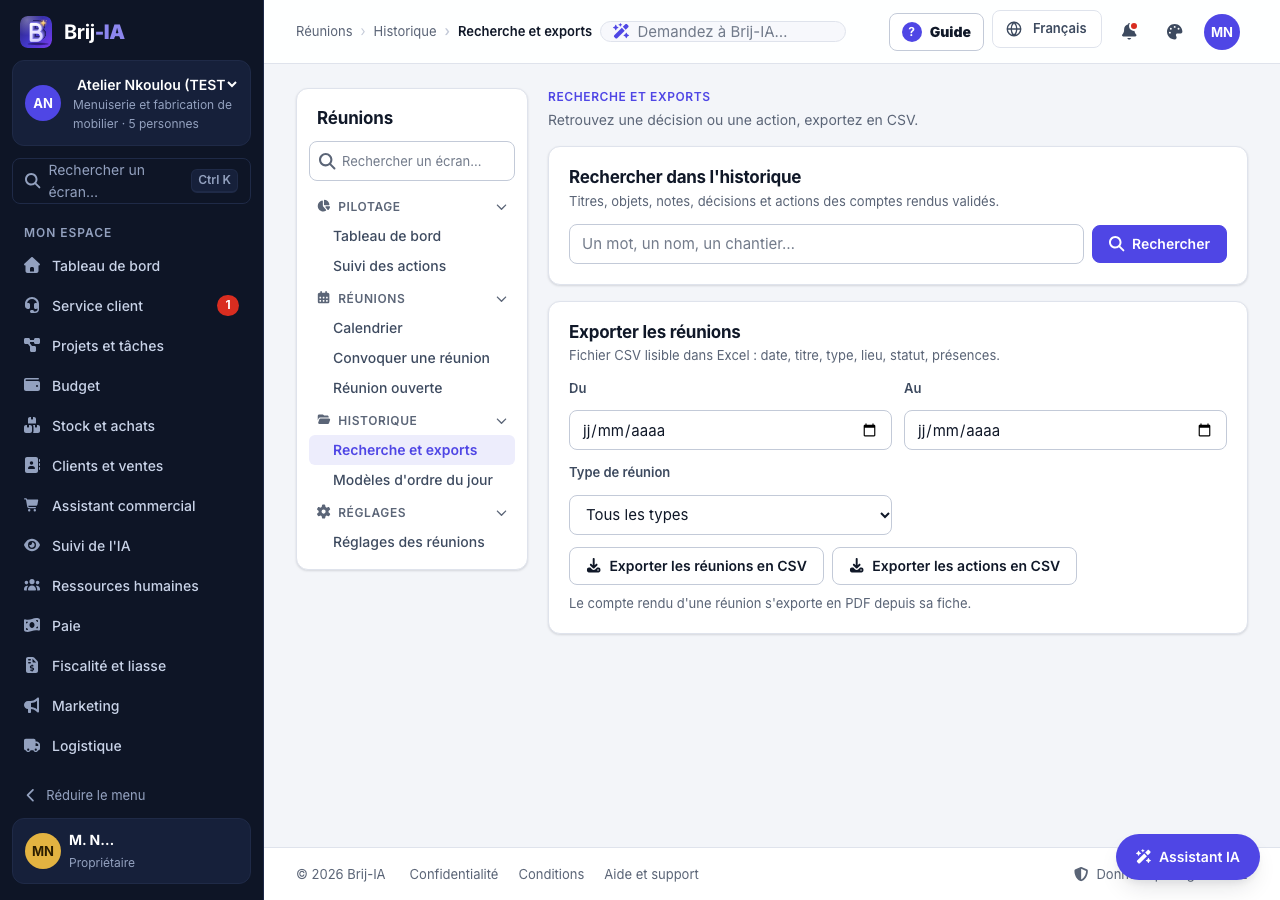 Brij-IA
AN
Atelier Nkoulou (TEST
Menuiserie et fabrication de
mobilier · 5 personnes
Rechercher un
écran...
Ctrl K
MON ESPACE
Tableau de bord
Service client
1
Projets et tâches
Budget
Stock et achats
Clients et ventes
Assistant commercial
Suivi de l'IA
Ressources humaines
Paie
Fiscalité et liasse
Marketing
Logistique
Réduire le menu
MN
M. N...
Propriétaire
Réunions › Historique › Recherche et exports
Demandez à Brij-IA...
? Guide
Français
MN
Réunions
Rechercher un écran...
PILOTAGE
Tableau de bord
Suivi des actions
RÉUNIONS
Calendrier
Convoquer une réunion
Réunion ouverte
HISTORIQUE
Recherche et exports
Modèles d'ordre du jour
RÉGLAGES
Réglages des réunions
RECHERCHE ET EXPORTS
Retrouvez une décision ou une action, exportez en CSV.
Rechercher dans l'historique
Titres, objets, notes, décisions et actions des comptes rendus validés.
Un mot, un nom, un chantier...
Rechercher
Exporter les réunions
Fichier CSV lisible dans Excel : date, titre, type, lieu, statut, présences.
Du
Au
jj/mm/aaaa
jj/mm/aaaa
Type de réunion
Tous les types
Exporter les réunions en CSV
Exporter les actions en CSV
Le compte rendu d'une réunion s'exporte en PDF depuis sa fiche.
© 2026 Brij-IA
Confidentialité
Conditions
Aide et support
Assistant IA